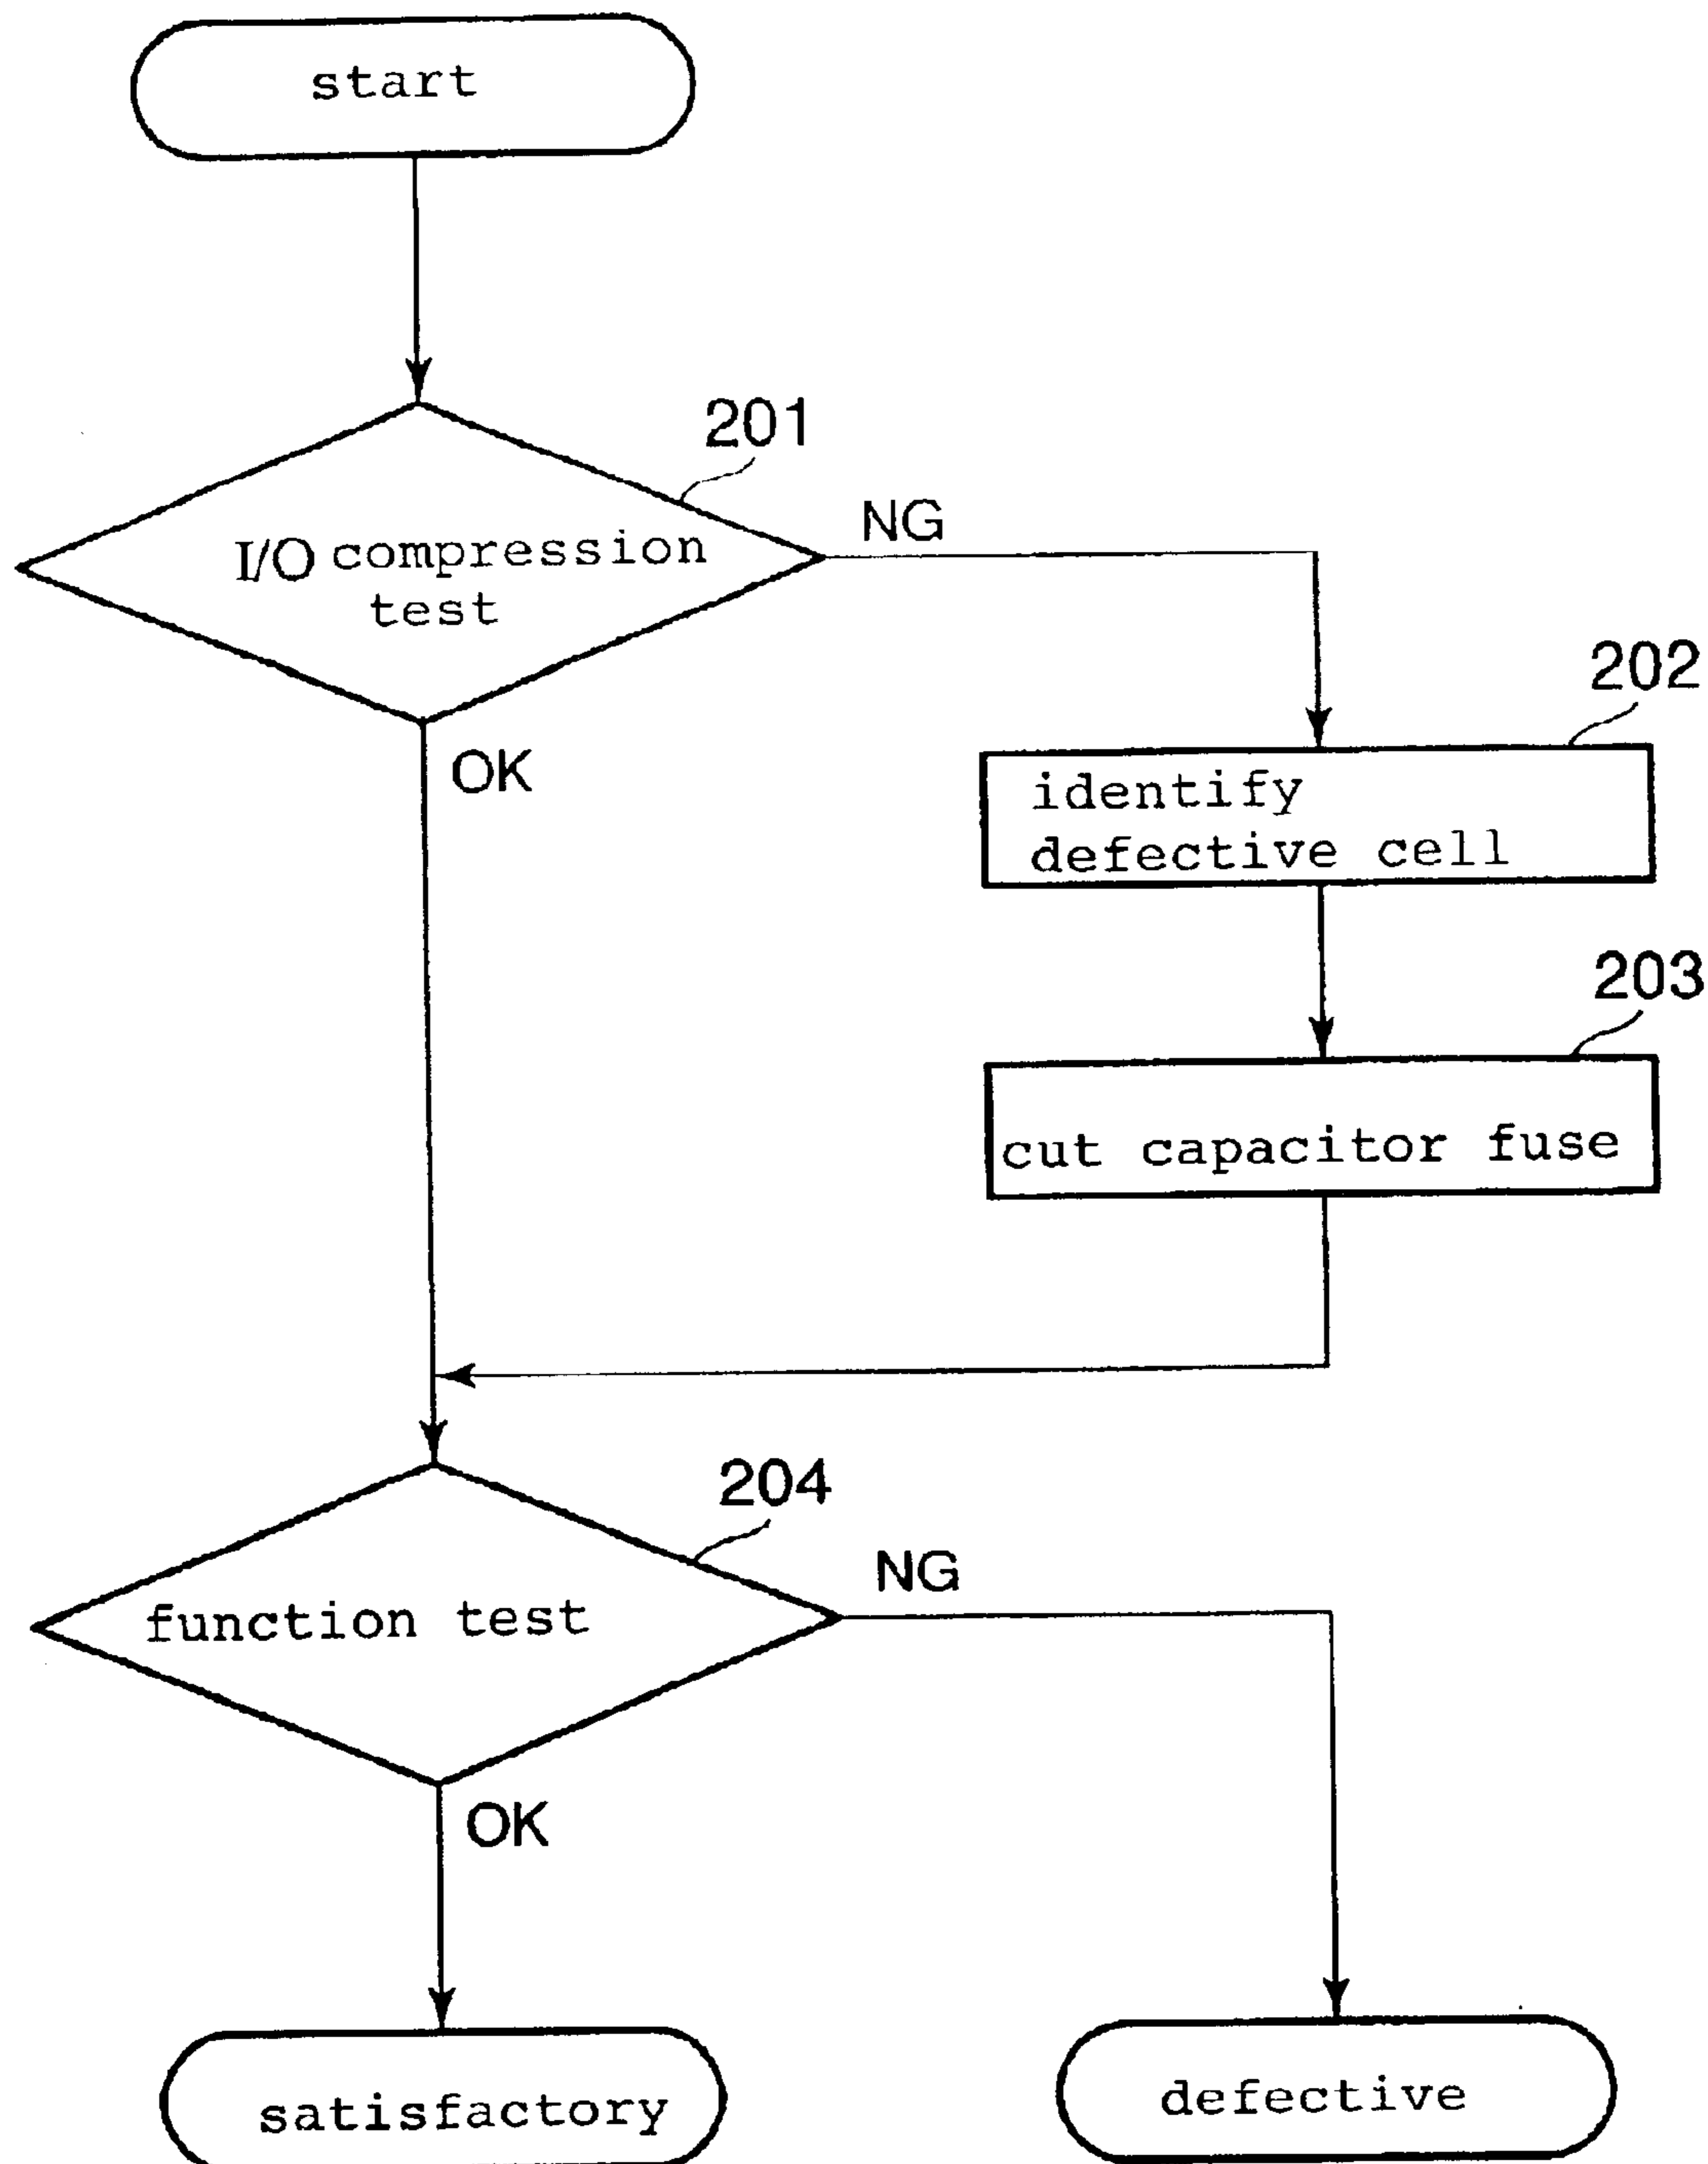 start
201
NG
I/O compression
test
OK
202
identify
defective cell
203
cut capacitor fuse
204
NG
function test
OK
satisfactory
defective